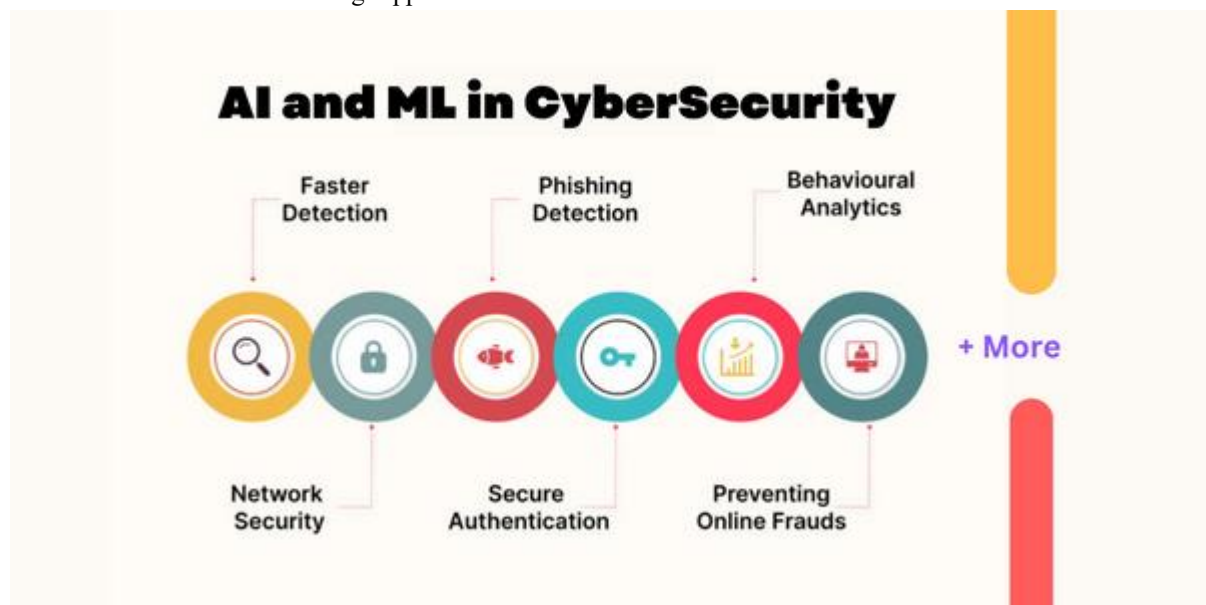 AI and ML in CyberSecurity
Faster
Detection
Phishing
Detection
Behavioural
Analytics
+ More
Network
Security
Secure
Authentication
Preventing
Online Frauds